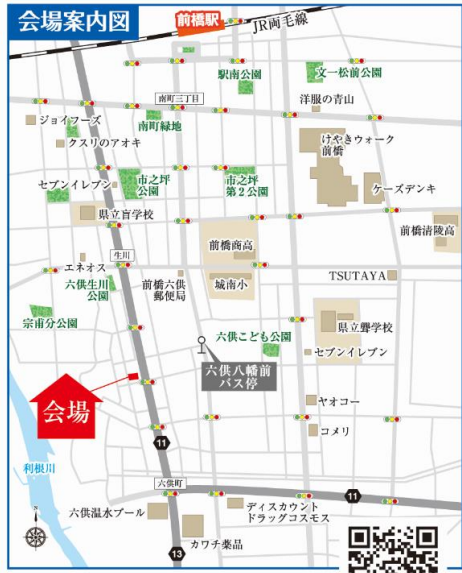 会場案内図
前橋駅
JR両毛線
駅南公園
文一松前公園
南町三丁目
洋服の青山
ジョイフーズ
南町緑地
クスリのアオキ
けやきウォーク
前橋
市之坪
公園
市之坪
第2公園
セブンイレブン
ケーズデンキ
県立盲学校
前橋商高
前橋清陵高
生川
エネオス
前橋六供
郵便局
城南小
TSUTAYA
六供生川
公園
宗甫分公園
六供こども公園
県立聾学校
六供八幡前
バス停
セブンイレブン
会場
ヤオコー
コメリ
11
利根川
六供町
11
六供温水プール
ディスカウント
ドラッグコスモス
カワチ薬品
13